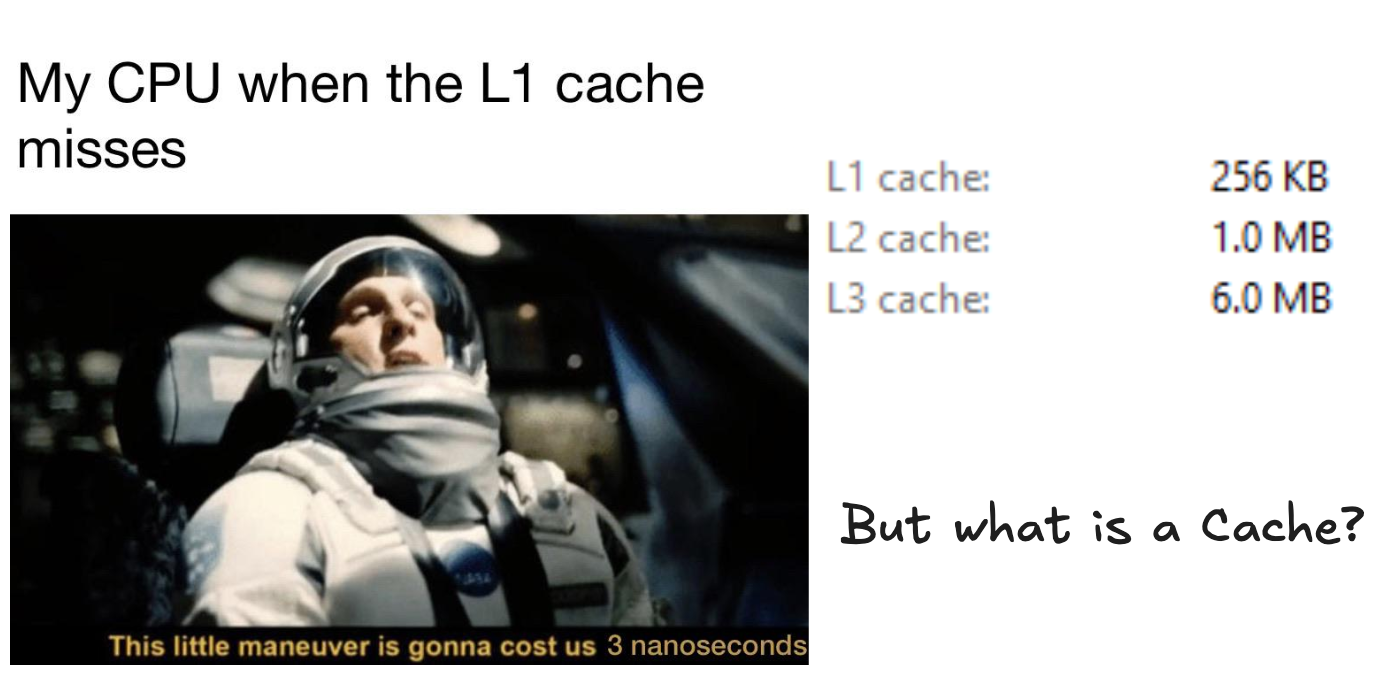 My CPU when the L1 cache
misses
L1 cache: 256 KB
L2 cache: 1.0 MB
L3 cache: 6.0 MB
But what is a Cache?
NASA
This little maneuver is gonna cost us 3 nanoseconds